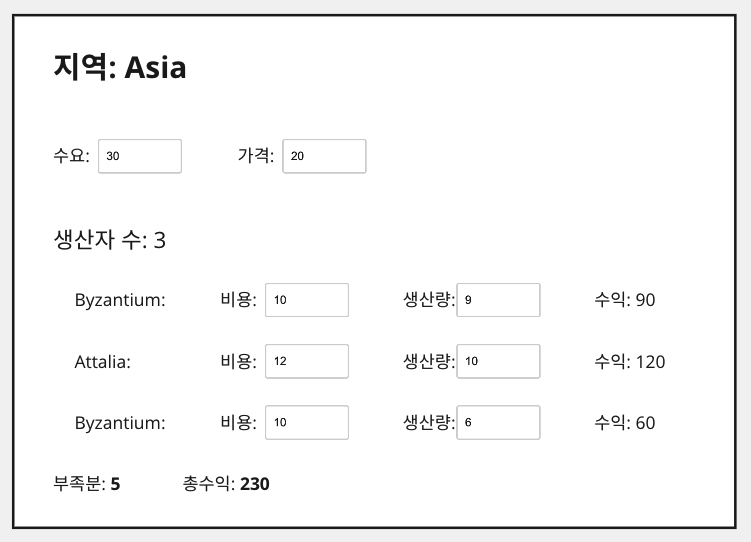 지역: Asia
수요: 30 가격: 20
생산자 수: 3
Byzantium: 비용: 10 생산량: 9 수익: 90
Attalia: 비용: 12 생산량: 10 수익: 120
Byzantium: 비용: 10 생산량: 6 수익: 60
부족분: 5 총수익: 230